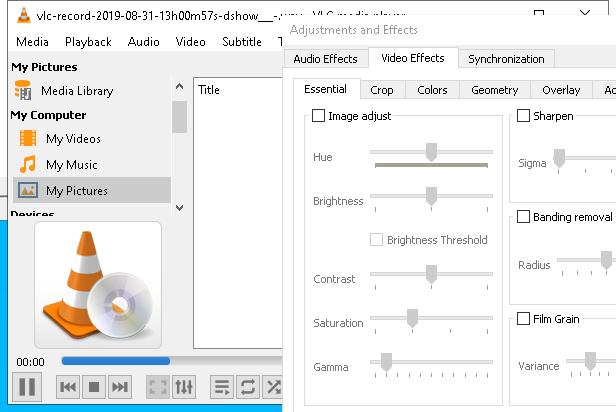 vlc-record-2019-08-31-13h00m57s-dshow___-.wav - VLC media player
Adjustments and Effects
Media Playback Audio Video Subtitle T
Audio Effects Video Effects Synchronization
My Pictures
Media Library
Title
Essential Crop Colors Geometry Overlay
My Computer
Image adjust
Sharpen
My Videos
Hue
Sigma
My Music
My Pictures
Brightness
Devices
Banding removal
Brightness Threshold
Radius
Contrast
Saturation
Film Grain
00:00
Gamma
Variance